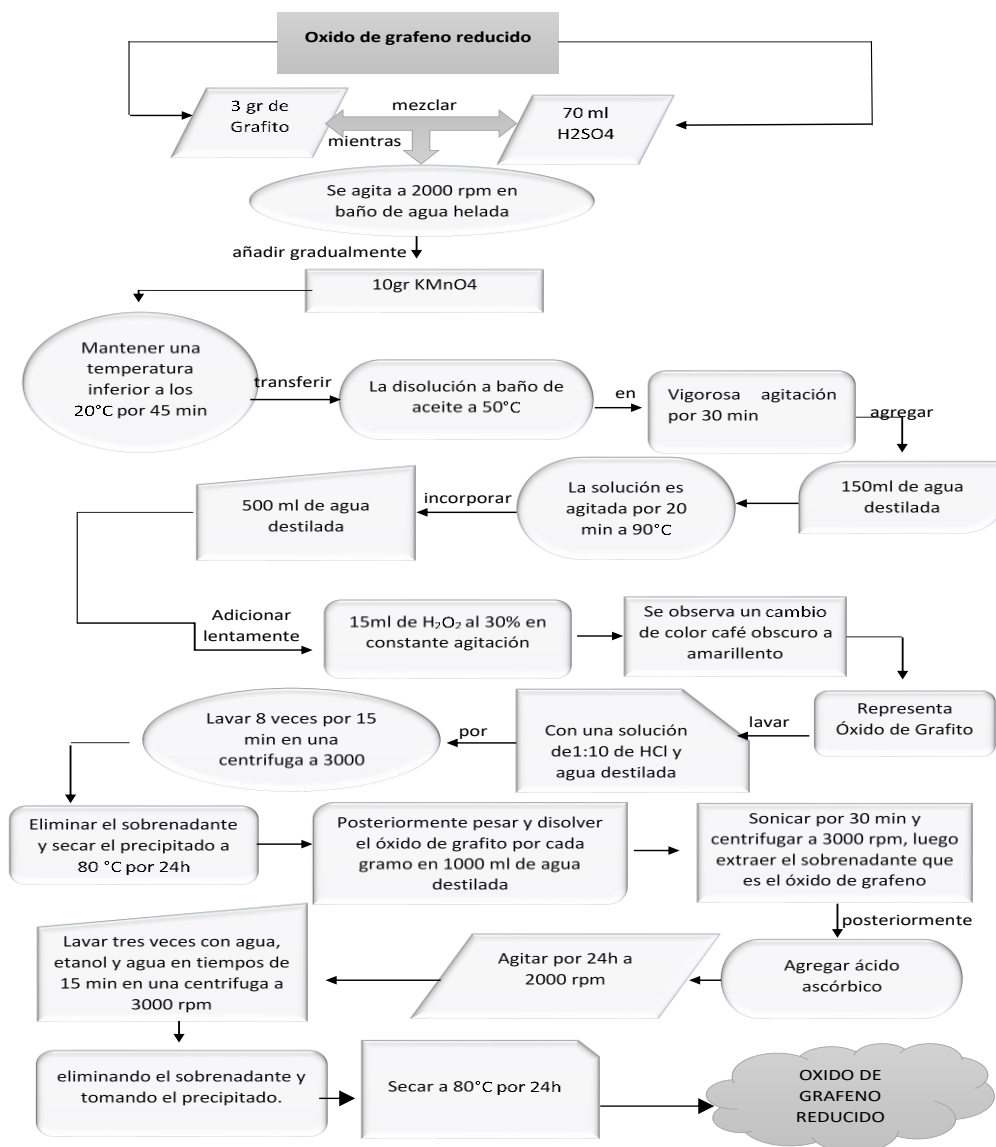 Oxido de grafeno reducido
3 gr de
Grafito
mezclar
mientras
70 ml
H2SO4
Se agita a 2000 rpm en
baño de agua helada
añadir gradualmente
10gr KMnO4
Mantener una
temperatura
inferior a los
20°C por 45 min
transferir
La disolución a baño de
aceite a 50°C
en
Vigorosa agitación
por 30 min
agregar
150ml de agua
destilada
La solución es
agitada por 20
min a 90°C
incorporar
500 ml de agua
destilada
Adicionar
lentamente
15ml de H₂O₂ al 30% en
constante agitación
Se observa un cambio
de color café obscuro a
amarillento
Representa
Óxido de Grafito
lavar
Con una solución
de1:10 de HCl y
agua destilada
por
Lavar 8 veces por 15
min en una
centrifuga a 3000
Eliminar el sobrenadante
y secar el precipitado a
80 °C por 24h
Posteriormente pesar y disolver
el óxido de grafito por cada
gramo en 1000 ml de agua
destilada
Sonicar por 30 min y
centrifugar a 3000 rpm, luego
extraer el sobrenadante que
es el óxido de grafeno
posteriormente
Agregar ácido
ascórbico
Agitar por 24h a
2000 rpm
Lavar tres veces con agua,
etanol y agua en tiempos de
15 min en una centrifuga a
3000 rpm
eliminando el sobrenadante y
tomando el precipitado.
Secar a 80°C por 24h
OXIDO DE
GRAFENO
REDUCIDO